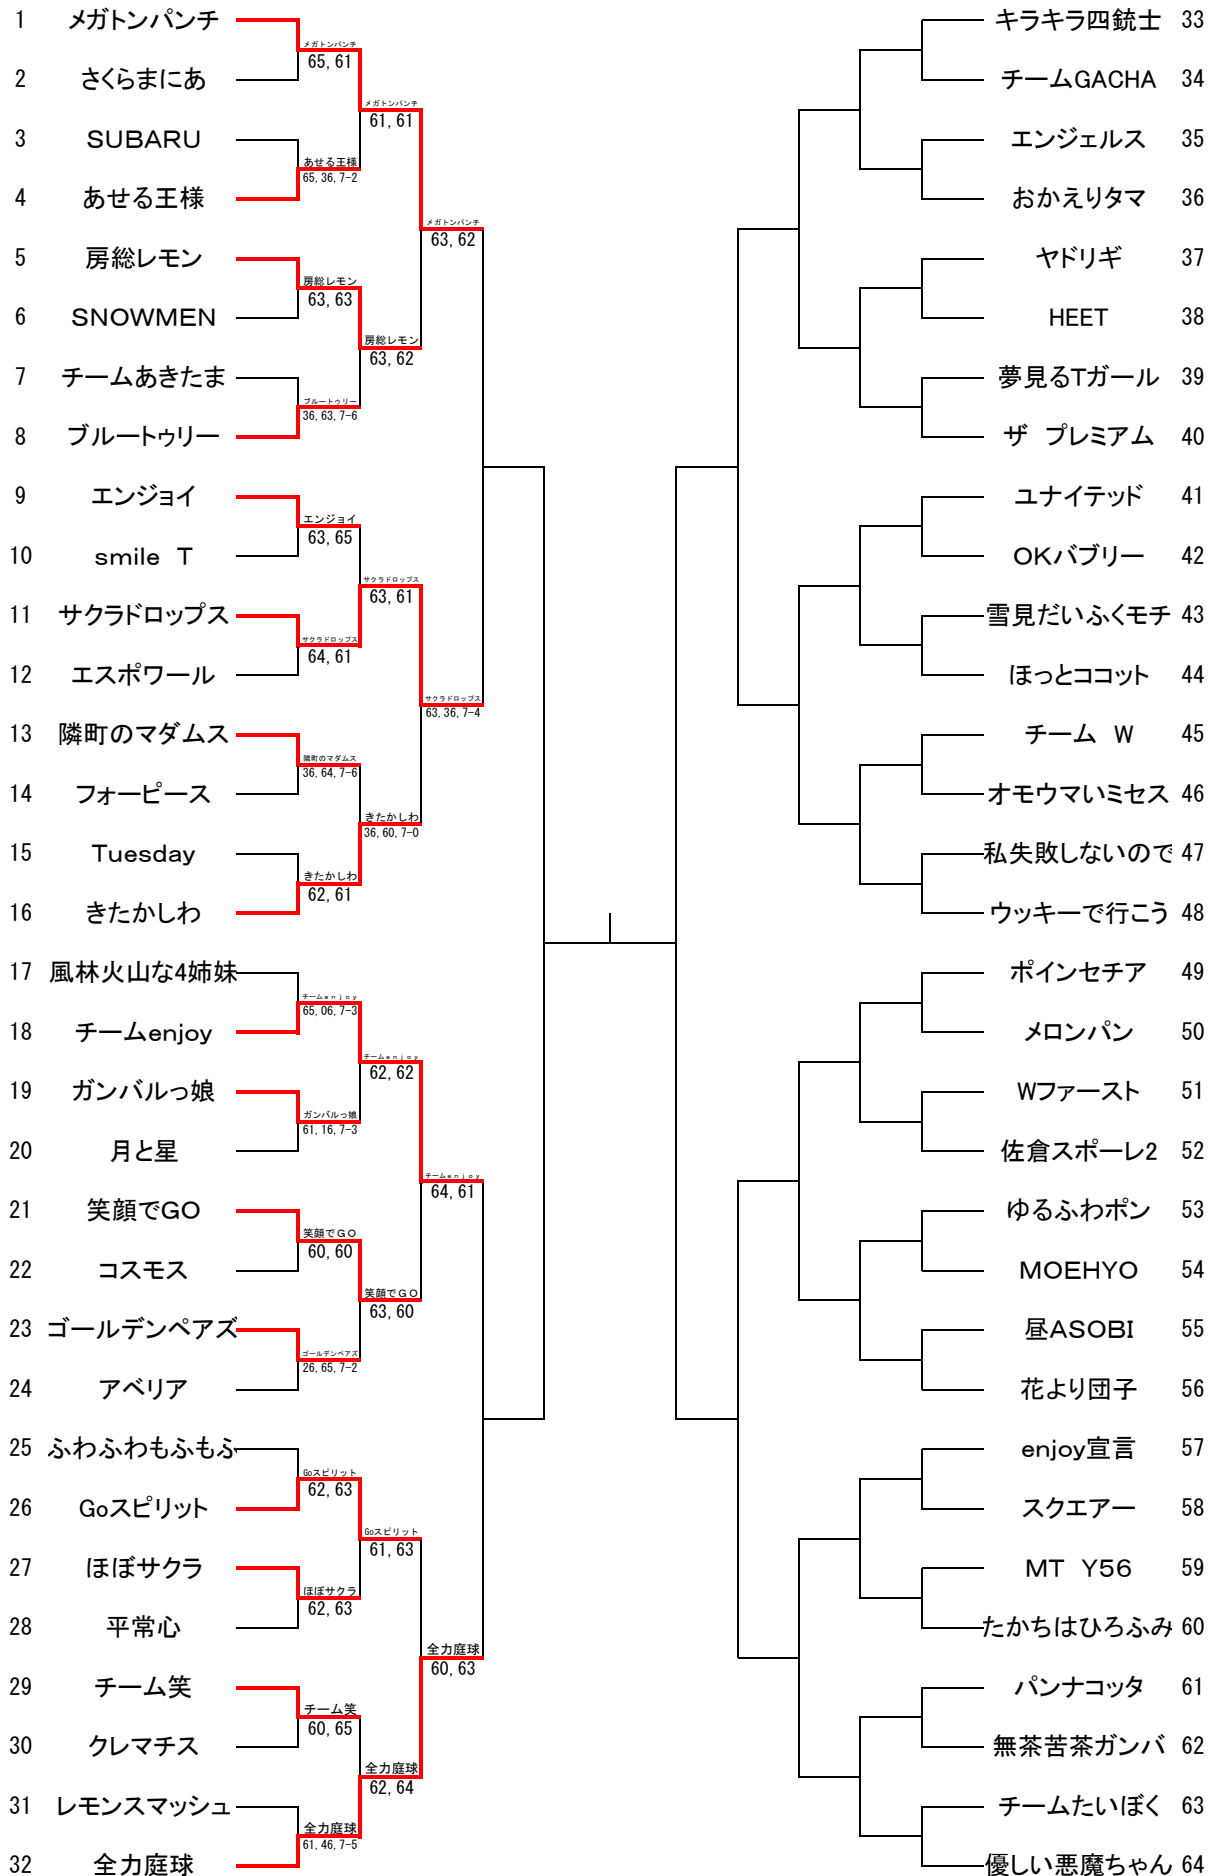 1 メガトンパンチ
メガトンパンチ
65, 61
2 さくらまにあ
メガトンパンチ
61, 61
3 SUBARU
あせる王様
65, 36, 7-2
4 あせる王様
メガトンパンチ
63, 62
5 房総レモン
房総レモン
63, 63
6 SNOWMEN
房総レモン
63, 62
7 チームあきたま
ブルートゥリー
36, 63, 7-6
8 ブルートゥリー
9 エンジョイ
エンジョイ
63, 65
10 smile T
サクラドロップス
63, 61
11 サクラドロップス
サクラドロップス
64, 61
12 エスポワール
サクラドロップス
63, 36, 7-4
13 隣町のマダムス
隣町のマダムス
36, 64, 7-6
14 フォーピース
きたかしわ
36, 60, 7-0
15 Tuesday
きたかしわ
62, 61
16 きたかしわ
17 風林火山な4姉妹
チームenjoy
65, 06, 7-3
18 チームenjoy
チームenjoy
62, 62
19 ガンバルっ娘
ガンバルっ娘
61, 16, 7-3
20 月と星
チームenjoy
64, 61
21 笑顔でGO
笑顔でGO
60, 60
22 コスモス
笑顔でGO
63, 60
23 ゴールデンペアズ
ゴールデンペアズ
26, 65, 7-2
24 アベリア
25 ふわふわもふもふ
Goスピリット
62, 63
26 Goスピリット
Goスピリット
61, 63
27 ほぼサクラ
ほぼサクラ
62, 63
28 平常心
全力庭球
60, 63
29 チーム笑
チーム笑
60, 65
30 クレマチス
全力庭球
62, 64
31 レモンスマッシュ
全力庭球
61, 46, 7-5
32 全力庭球
キラキラ四銃士 33
チームGACHA 34
エンジェルス 35
おかえりタマ 36
ヤドリギ 37
HEET 38
夢見るTガール 39
ザ プレミアム 40
ユナイテッド 41
OKバブリー 42
雪見だいふくモチ 43
ほっとココット 44
チーム W 45
オモウマいミセス 46
私失敗しないので 47
ウッキーで行こう 48
ポインセチア 49
メロンパン 50
Wファースト 51
佐倉スポーレ2 52
ゆるふわポン 53
MOEHYO 54
昼ASOBI 55
花より団子 56
enjoy宣言 57
スクエアー 58
MT Y56 59
たかちはひろふみ 60
パンナコッタ 61
無茶苦茶ガンバ 62
チームたいぼく 63
優しい悪魔ちゃん 64